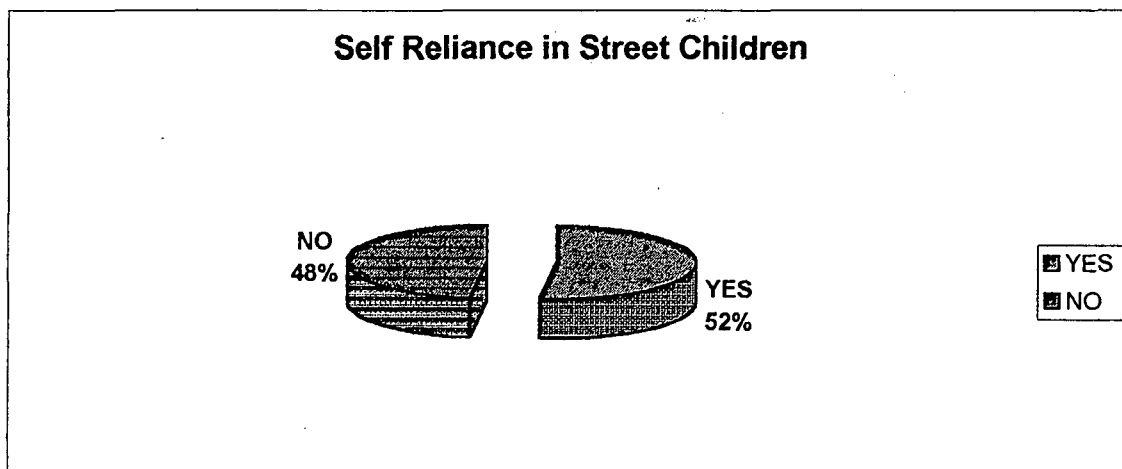 Self Reliance in Street Children
NO
48%
YES
52%
YES
NO